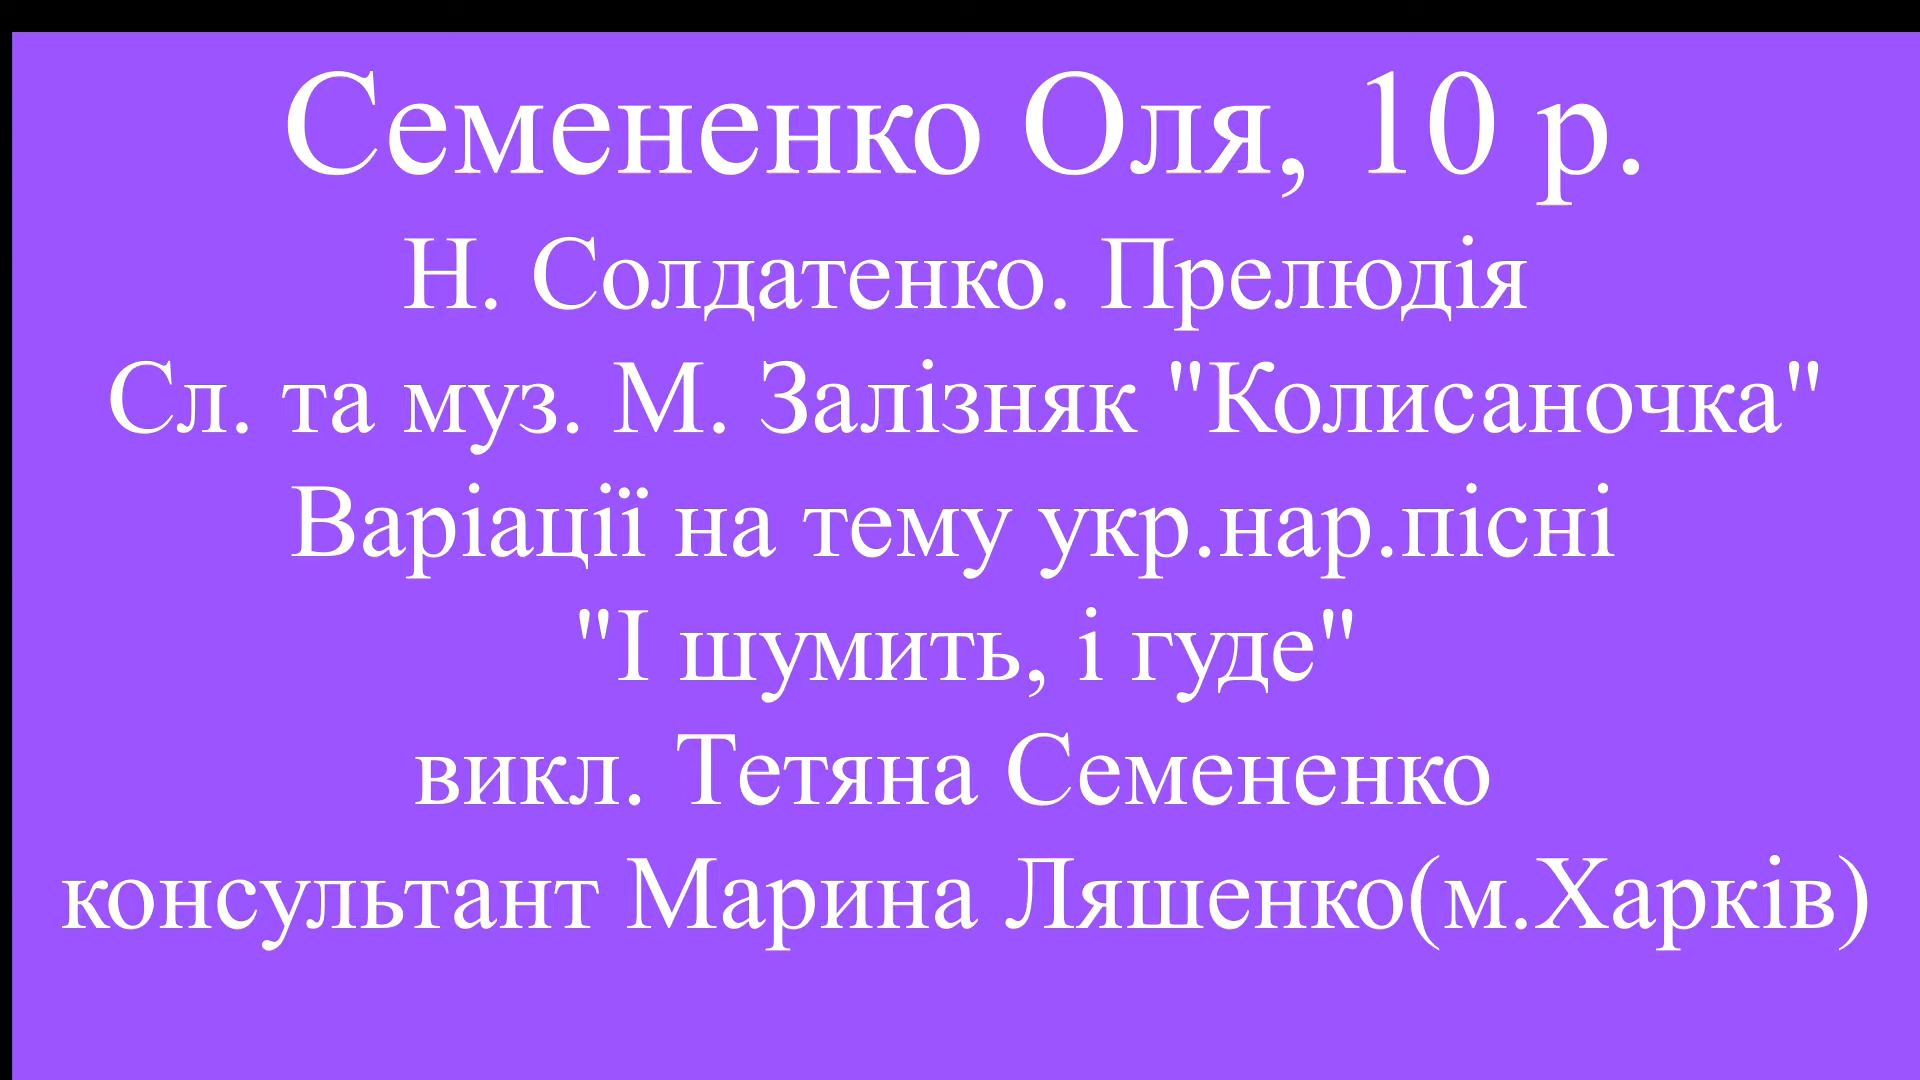 Семененко Оля, 10 р.
Н. Солдатенко. Прелюдія
Сл. та муз. М. Залізняк "Колисаночка"
Варіації на тему укр.нар.пісні
"І шумить, і гуде"
викл. Тетяна Семененко
консультант Марина Ляшенко(м.Харків)